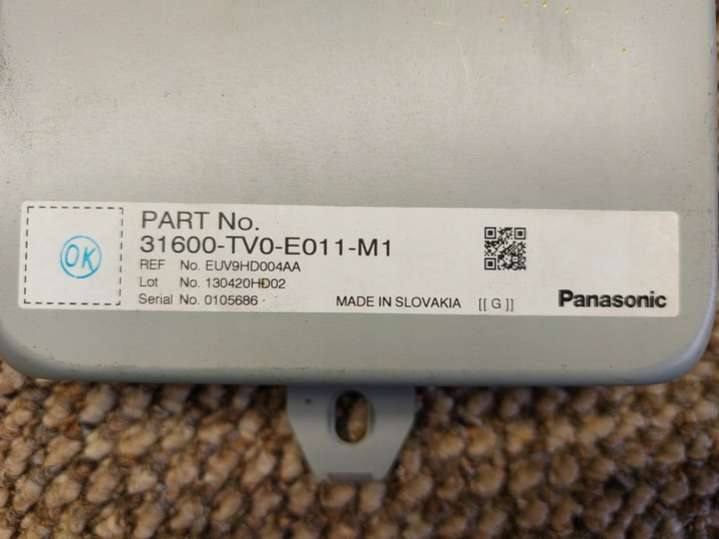 OK
PART No.
31600-TV0-E011-M1
REF No. EUV9HD004AA
Lot No. 130420HD02
Serial No. 0105686
MADE IN SLOVAKIA [[ G ]]
Panasonic